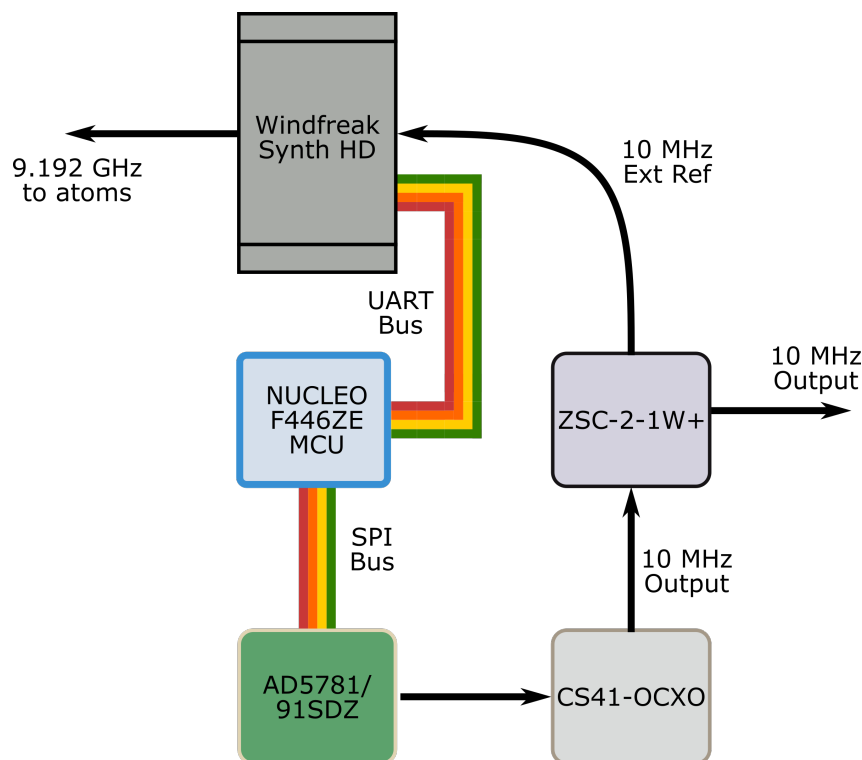 Windfreak
Synth HD
9.192 GHz
to atoms
10 MHz
Ext Ref
UART
Bus
NUCLEO
F446ZE
MCU
ZSC-2-1W+
10 MHz
Output
SPI
Bus
10 MHz
Output
AD5781/
91SDZ
CS41-OCXO